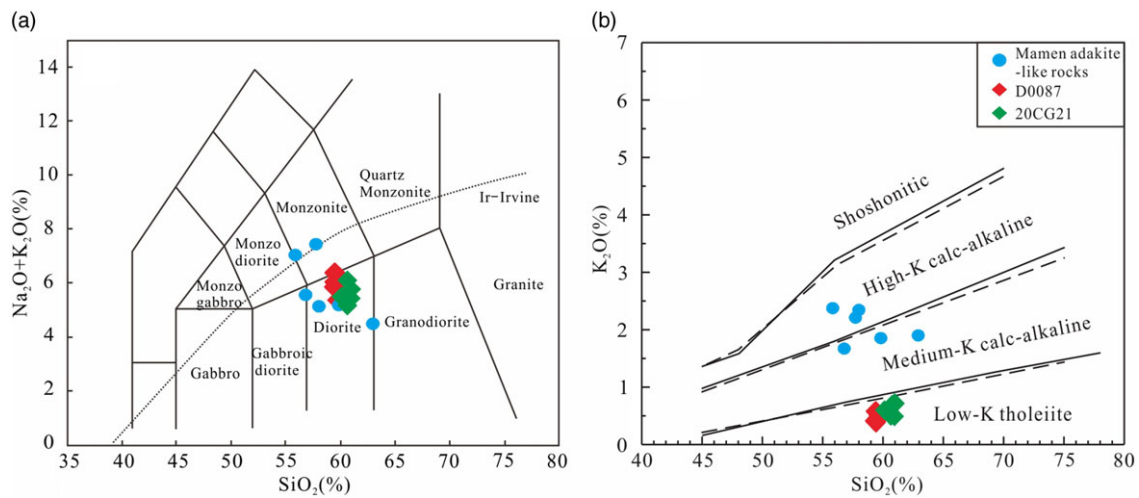 (a)
14
12
10
8
6
4
2
0
Na₂O+K₂O(%)
35 40 45 50 55 60 65 70 75 80
SiO₂(%)
Quartz
Monzonite
Ir-Irvine
Monzonite
Monzo
diorite
Monzo
gabbro
Granite
Diorite
Granodiorite
Gabbroic
diorite
Gabbro
(b)
7
6
5
4
3
2
1
0
K₂O(%)
40 45 50 55 60 65 70 75 80
SiO₂(%)
Mamen adakite
-like rocks
D0087
20CG21
Shoshonitic
High-K calc-alkaline
Medium-K calc-alkaline
Low-K tholeiite